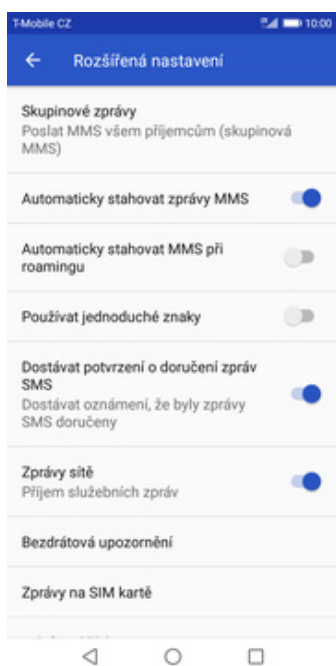 T-Mobile CZ 10:00
Rozšířená nastavení
Skupinové zprávy
Poslat MMS všem příjemcům (skupinová
MMS)
Automaticky stahovat zprávy MMS
Automaticky stahovat MMS při
roamingu
Používat jednoduché znaky
Dostávat potvrzení o doručení zpráv
SMS
Dostávat oznámení, že byly zprávy
SMS doručeny
Zprávy sítě
Příjem služebních zpráv
Bezdrátová upozornění
Zprávy na SIM kartě